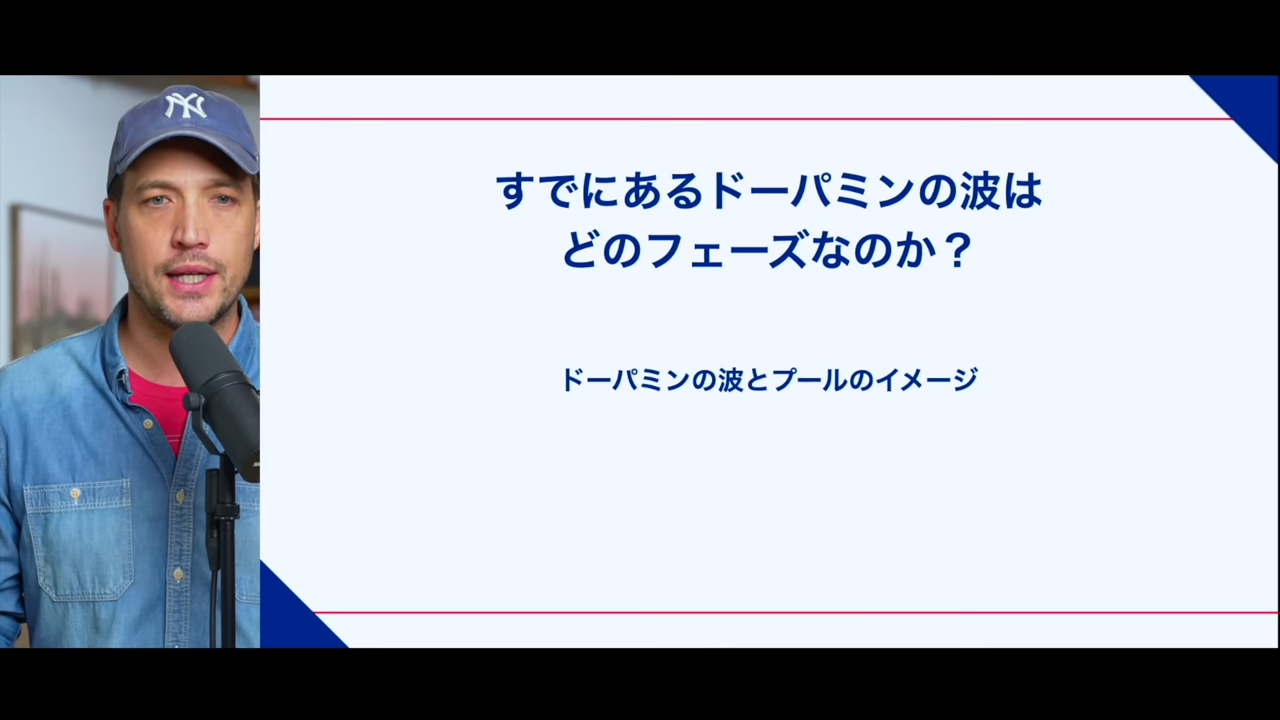 NY
すでにあるドーパミンの波は
どのフェーズなのか？
ドーパミンの波とプールのイメージ